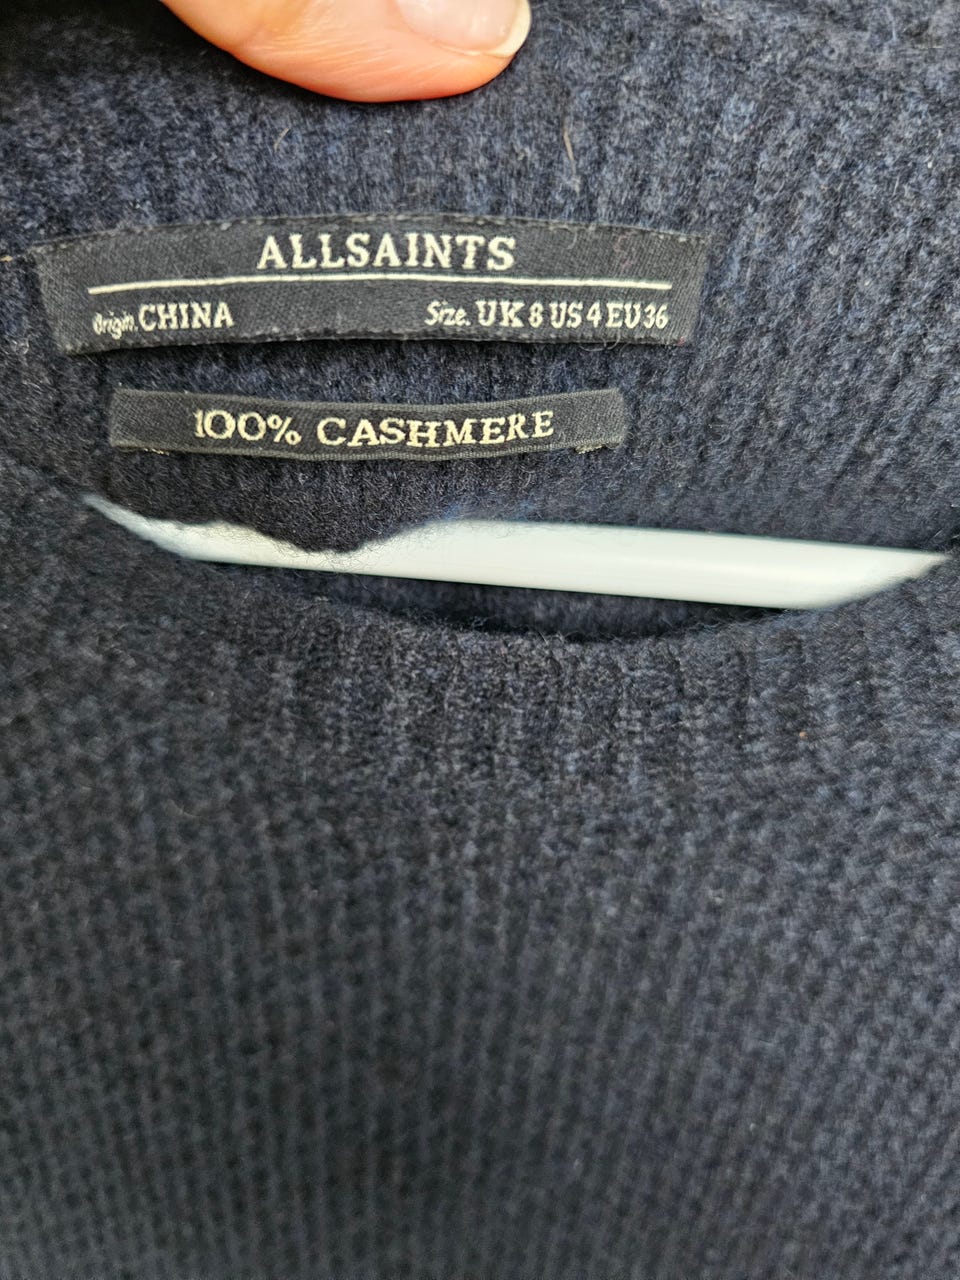 ALLSAINTS
Origin. CHINA Size. UK 8 US 4 EU 36
100% CASHMERE